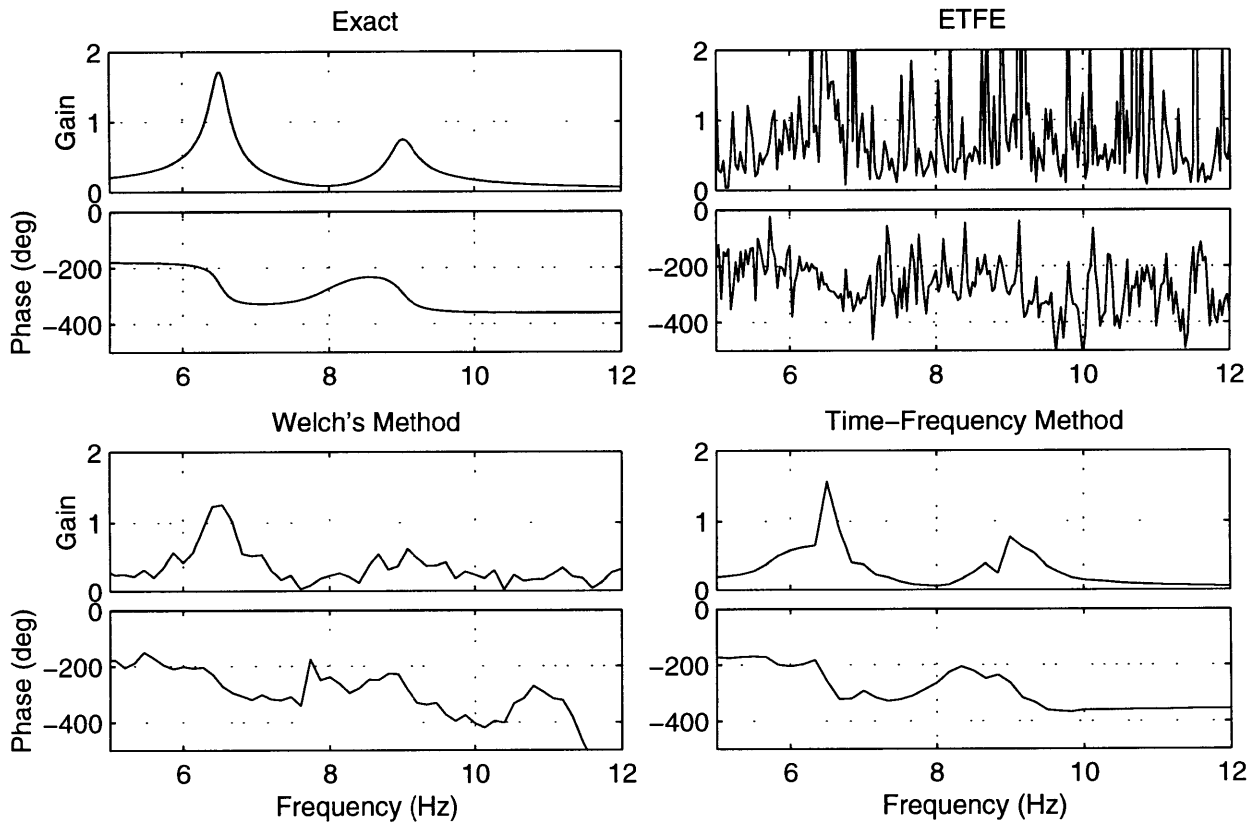 Exact
Gain
2
1
0
Phase (deg)
0
−200
−400
6 8 10 12
ETFE
2
1
0
0
−200
−400
6 8 10 12
Welch's Method
Gain
2
1
0
Phase (deg)
0
−200
−400
6 8 10 12
Frequency (Hz)
Time−Frequency Method
2
1
0
0
−200
−400
6 8 10 12
Frequency (Hz)